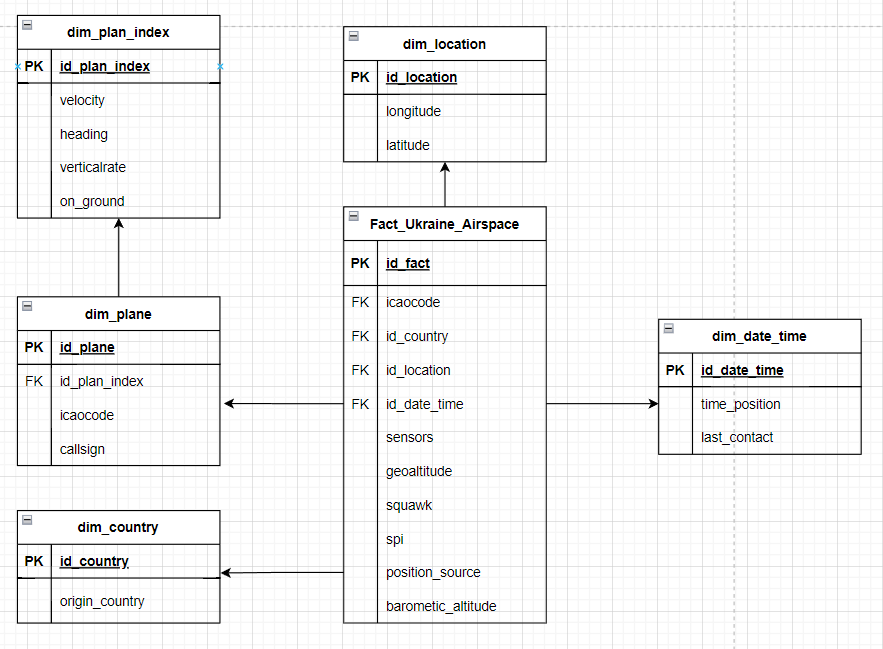 dim_plan_index
PK id_plan_index
velocity
heading
verticalrate
on_ground
dim_location
PK id_location
longitude
latitude
Fact_Ukraine_Airspace
PK id_fact
FK icaocode
FK id_country
FK id_location
FK id_date_time
sensors
geoaltitude
squawk
spi
position_source
barometic_altitude
dim_plane
PK id_plane
FK id_plan_index
icaocode
callsign
dim_date_time
PK id_date_time
time_position
last_contact
dim_country
PK id_country
origin_country